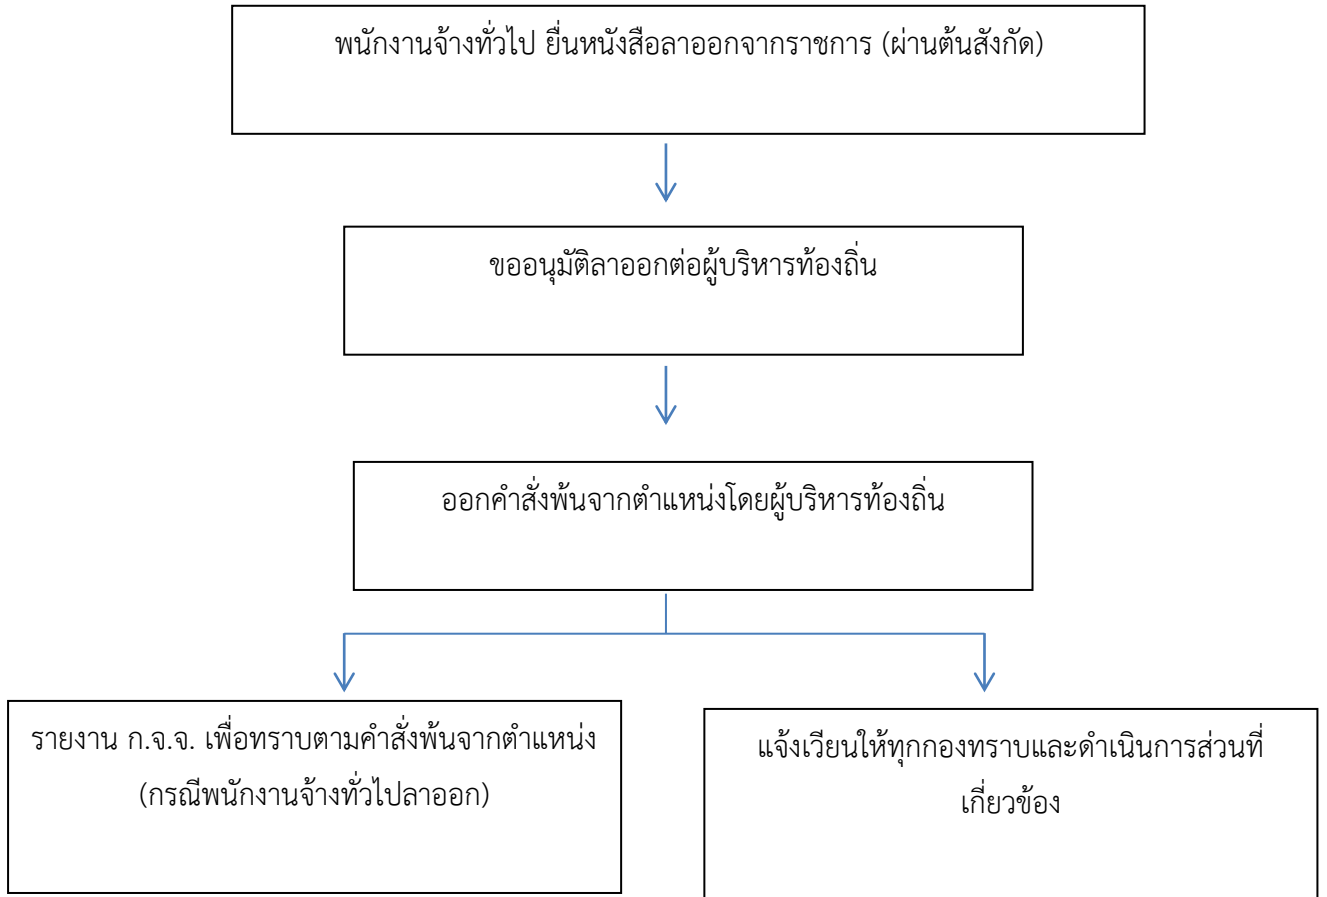 พนักงานจ้างทั่วไป ยื่นหนังสือลาออกจากราชการ (ผ่านต้นสังกัด)
ขออนุมัติลาออกต่อผู้บริหารท้องถิ่น
ออกคำสั่งพ้นจากตำแหน่งโดยผู้บริหารท้องถิ่น
รายงาน ก.จ.จ. เพื่อทราบตามคำสั่งพ้นจากตำแหน่ง
(กรณีพนักงานจ้างทั่วไปลาออก)
แจ้งเวียนให้ทุกกองทราบและดำเนินการส่วนที่
เกี่ยวข้อง